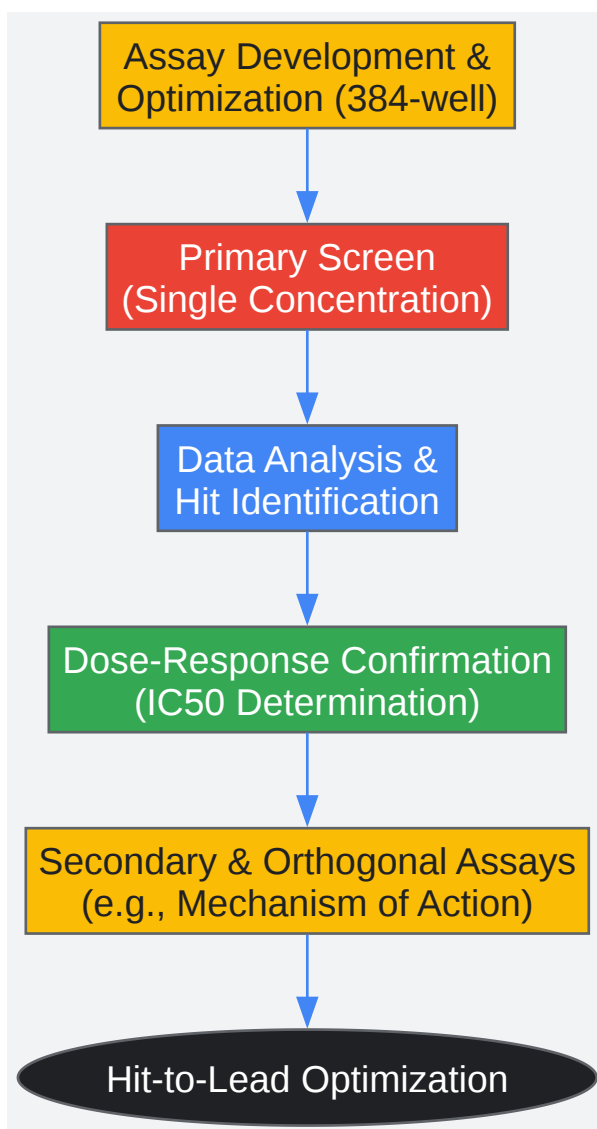 Assay Development &
Optimization (384-well)
Primary Screen
(Single Concentration)
Data Analysis &
Hit Identification
Dose-Response Confirmation
(IC50 Determination)
Secondary & Orthogonal Assays
(e.g., Mechanism of Action)
Hit-to-Lead Optimization